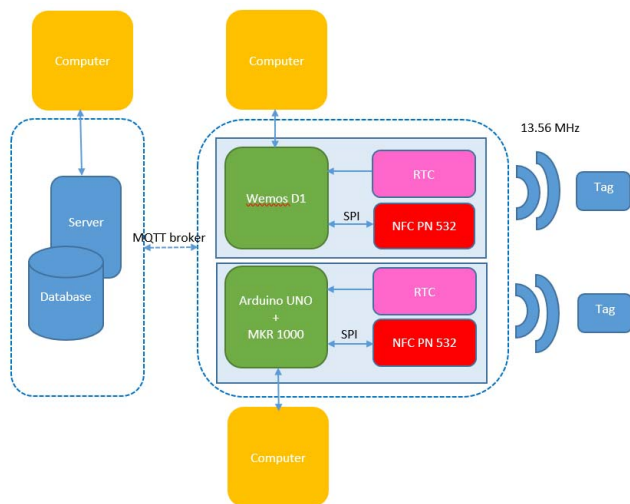 Computer
Computer
13.56 MHz
Wemos D1
RTC
Tag
Server
SPI
NFC PN 532
MQTT broker
Database
Arduino UNO
+
MKR 1000
RTC
Tag
SPI
NFC PN 532
Computer